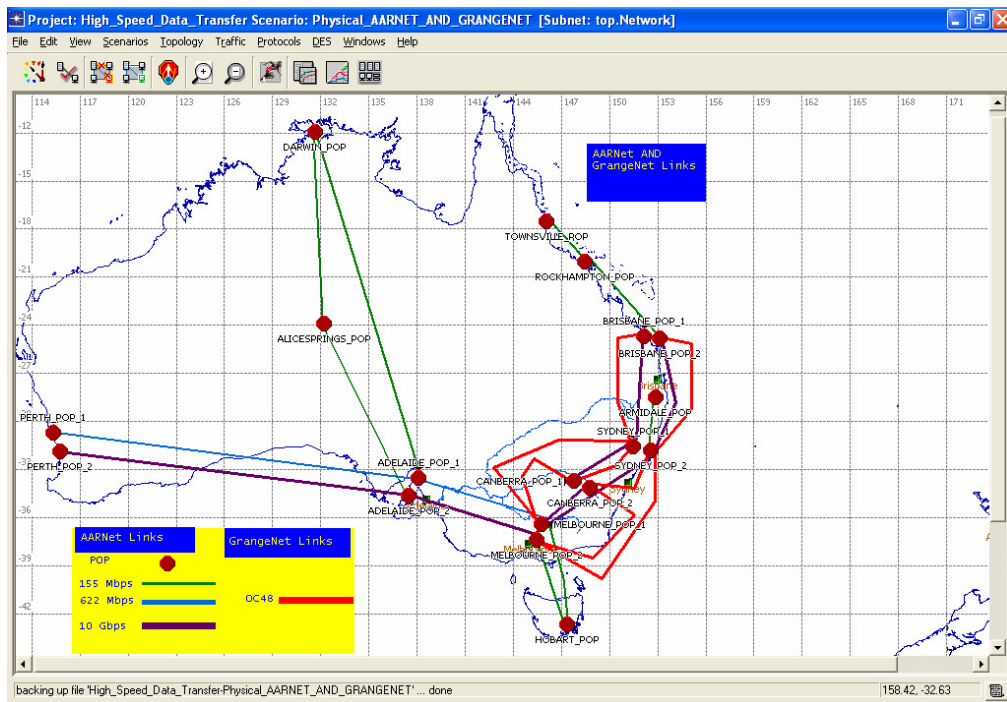 Project: High_Speed_Data_Transfer Scenario: Physical_AARNET_AND_GRANGENET [Subnet: top.Network]
File Edit View Scenarios Topology Traffic Protocols DES Windows Help
114 117 120 123 126 129 132 135 138 141 144 147 150 153 156 159 162 165 168 171
-12
DARWIN_POP
AARNet AND
GrangeNet Links
-15
-18
TOWNSVILLE_POP
-21
ROCKHAMPTON_POP
-24
BRISBANE_POP_1
ALICESPRINGS_POP
BRISBANE_POP_2
-27
Brisbane
ARMIDALE_POP
PERTH_POP_1
SYDNEY_POP_1
PERTH_POP_2
ADELAIDE_POP_1
SYDNEY_POP_2
CANBERRA_POP_1
Sydney
CANBERRA_POP_2
ADELAIDE_POP_2
-36
MELBOURNE_POP_1
MELBOURNE_POP_2
-39
AARNet Links
GrangeNet Links
POP
155 Mbps
622 Mbps
OC48
10 Gbps
-42
HOBART_POP
backing up file 'High_Speed_Data_Transfer-Physical_AARNET_AND_GRANGENET' ... done
158.42, -32.63